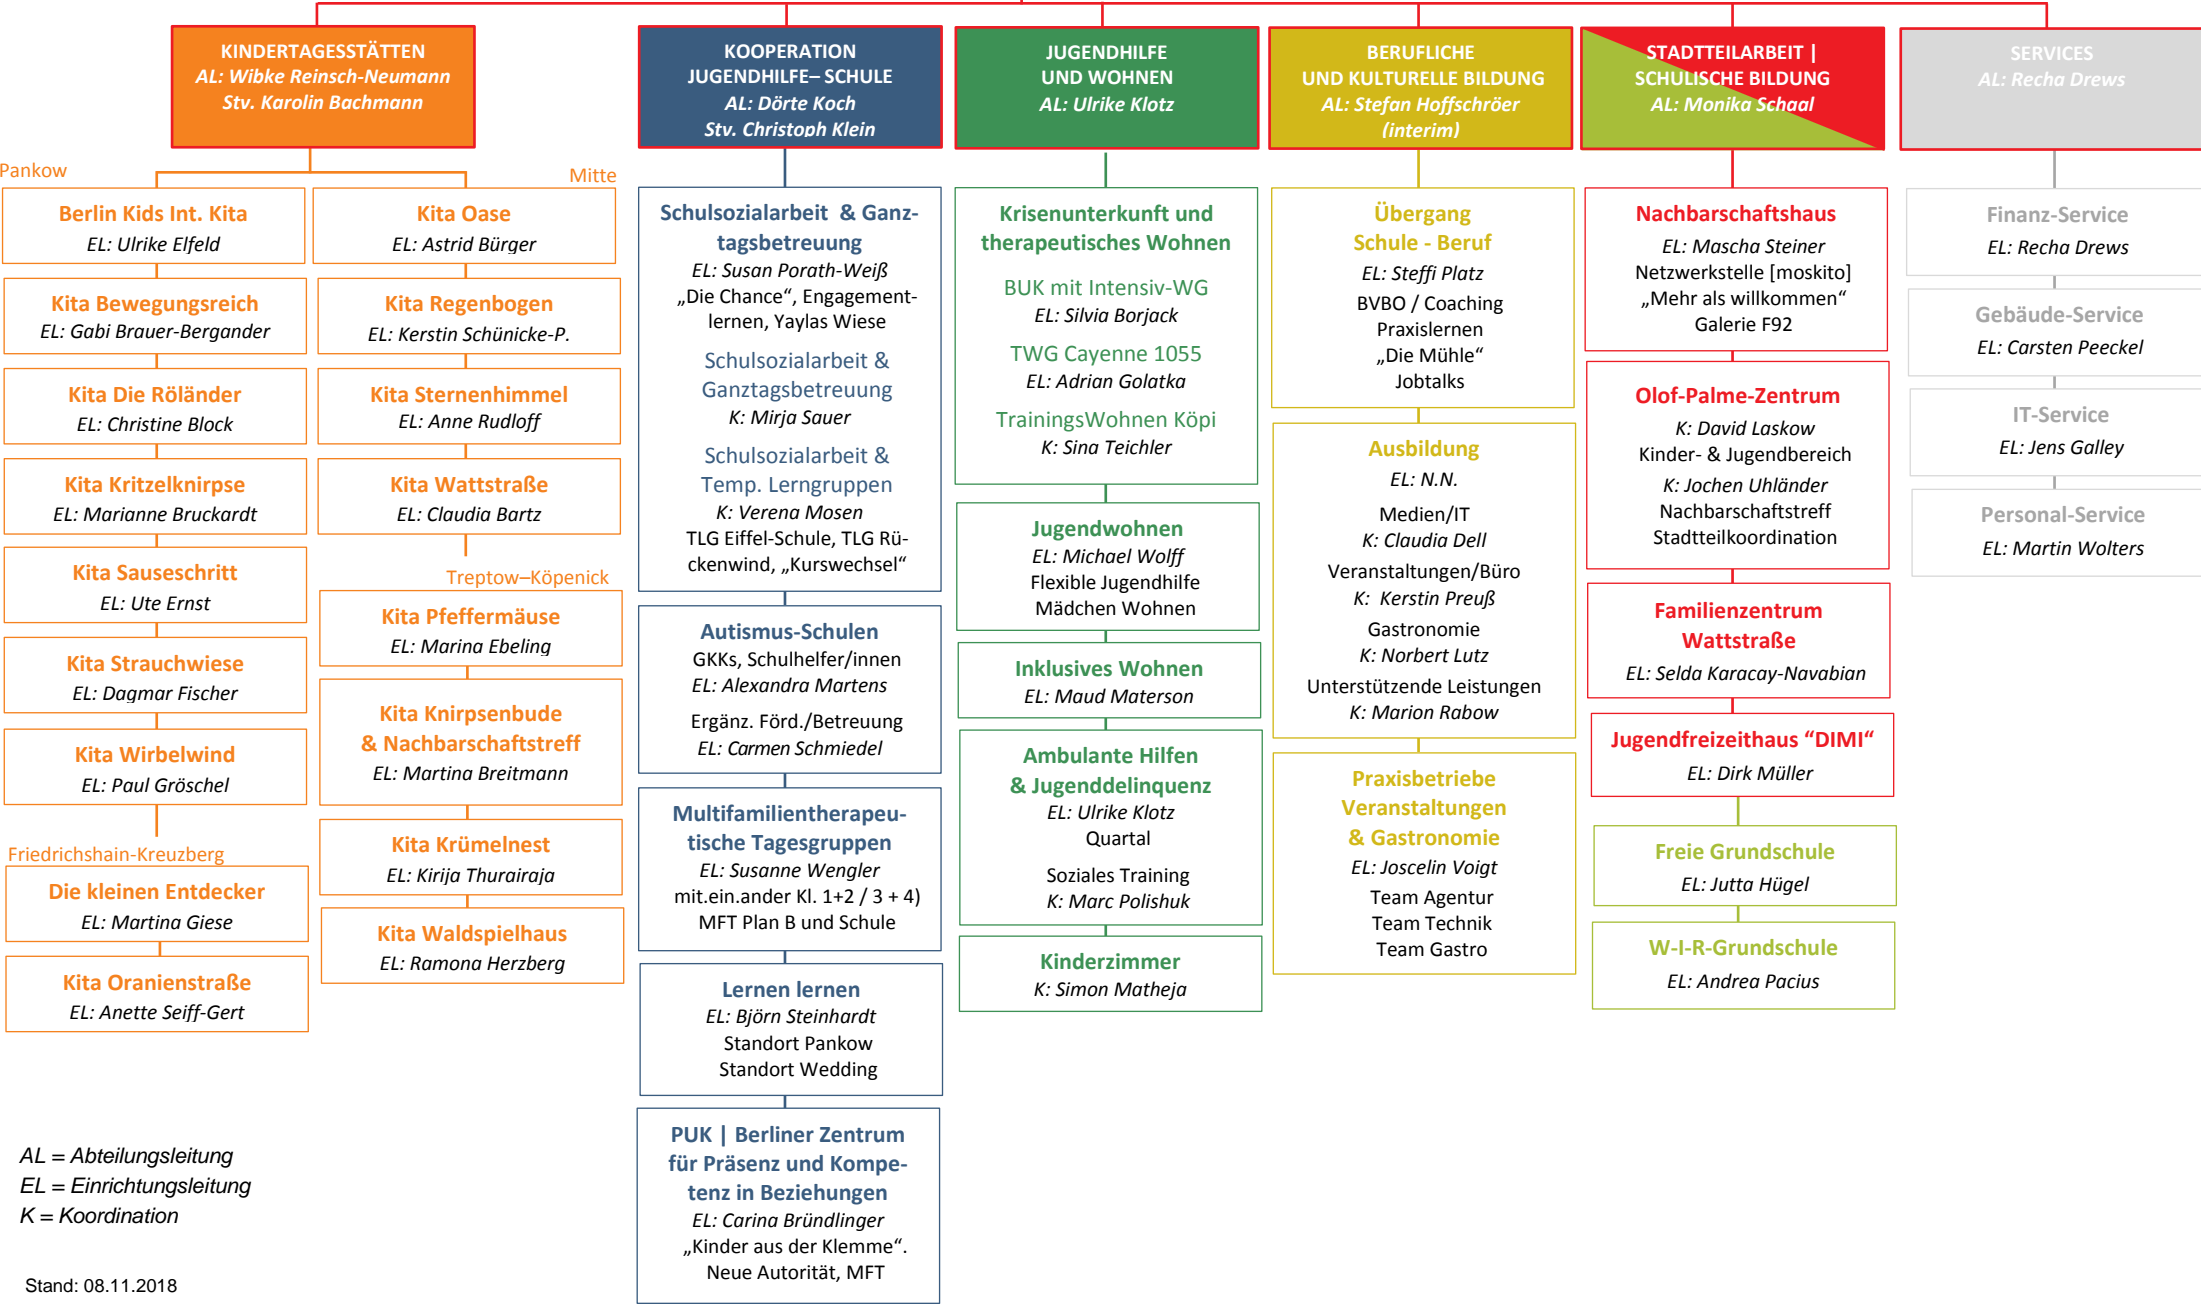 KINDERTAGESSTÄTTEN
AL: Wibke Reinsch-Neumann
Stv. Karolin Bachmann
Pankow
Berlin Kids Int. Kita
EL: Ulrike Elfeld
Kita Bewegungsreich
EL: Gabi Brauer-Bergander
Kita Die Röländer
EL: Christine Block
Kita Kritzelknirpse
EL: Marianne Bruckardt
Kita Sauseschritt
EL: Ute Ernst
Kita Strauchwiese
EL: Dagmar Fischer
Kita Wirbelwind
EL: Paul Gröschel
Friedrichshain-Kreuzberg
Die kleinen Entdecker
EL: Martina Giese
Kita Oranienstraße
EL: Anette Seiff-Gert
Mitte
Kita Oase
EL: Astrid Bürger
Kita Regenbogen
EL: Kerstin Schünicke-P.
Kita Sternenhimmel
EL: Anne Rudloff
Kita Wattstraße
EL: Claudia Bartz
Treptow–Köpenick
Kita Pfeffermäuse
EL: Marina Ebeling
Kita Knirpsenbude
& Nachbarschaftstreff
EL: Martina Breitmann
Kita Krümelnest
EL: Kirija Thurairaja
Kita Waldspielhaus
EL: Ramona Herzberg
KOOPERATION
JUGENDHILFE– SCHULE
AL: Dörte Koch
Stv. Christoph Klein
Schulsozialarbeit & Ganz-
tagsbetreuung
EL: Susan Porath-Weiß
„Die Chance“, Engagement-
lernen, Yaylas Wiese
Schulsozialarbeit &
Ganztagsbetreuung
K: Mirja Sauer
Schulsozialarbeit &
Temp. Lerngruppen
K: Verena Mosen
TLG Eiffel-Schule, TLG Rü-
ckenwind, „Kurswechsel“
Autismus-Schulen
GKKs, Schulhelfer/innen
EL: Alexandra Martens
Ergänz. Förd./Betreuung
EL: Carmen Schmiedel
Multifamilientherapeu-
tische Tagesgruppen
EL: Susanne Wengler
mit.ein.ander Kl. 1+2 / 3 + 4)
MFT Plan B und Schule
Lernen lernen
EL: Björn Steinhardt
Standort Pankow
Standort Wedding
PUK | Berliner Zentrum
für Präsenz und Kompe-
tenz in Beziehungen
EL: Carina Bründlinger
„Kinder aus der Klemme“.
Neue Autorität, MFT
JUGENDHILFE
UND WOHNEN
AL: Ulrike Klotz
Krisenunterkunft und
therapeutisches Wohnen
BUK mit Intensiv-WG
EL: Silvia Borjack
TWG Cayenne 1055
EL: Adrian Golatka
TrainingsWohnen Köpi
K: Sina Teichler
Jugendwohnen
EL: Michael Wolff
Flexible Jugendhilfe
Mädchen Wohnen
Inklusives Wohnen
EL: Maud Materson
Ambulante Hilfen
& Jugenddelinquenz
EL: Ulrike Klotz
Quartal
Soziales Training
K: Marc Polishuk
Kinderzimmer
K: Simon Matheja
BERUFLICHE
UND KULTURELLE BILDUNG
AL: Stefan Hoffschröer
(interim)
Übergang
Schule - Beruf
EL: Steffi Platz
BVBO / Coaching
Praxislernen
„Die Mühle“
Jobtalks
Ausbildung
EL: N.N.
Medien/IT
K: Claudia Dell
Veranstaltungen/Büro
K: Kerstin Preuß
Gastronomie
K: Norbert Lutz
Unterstützende Leistungen
K: Marion Rabow
Praxisbetriebe
Veranstaltungen
& Gastronomie
EL: Joscelin Voigt
Team Agentur
Team Technik
Team Gastro
STADTTEILARBEIT |
SCHULISCHE BILDUNG
AL: Monika Schaal
Nachbarschaftshaus
EL: Mascha Steiner
Netzwerkstelle [moskito]
„Mehr als willkommen“
Galerie F92
Olof-Palme-Zentrum
K: David Laskow
Kinder- & Jugendbereich
K: Jochen Uhländer
Nachbarschaftstreff
Stadtteilkoordination
Familienzentrum
Wattstraße
EL: Selda Karacay-Navabian
Jugendfreizeithaus “DIMI“
EL: Dirk Müller
Freie Grundschule
EL: Jutta Hügel
W-I-R-Grundschule
EL: Andrea Pacius
SERVICES
AL: Recha Drews
Finanz-Service
EL: Recha Drews
Gebäude-Service
EL: Carsten Peeckel
IT-Service
EL: Jens Galley
Personal-Service
EL: Martin Wolters
AL = Abteilungsleitung
EL = Einrichtungsleitung
K = Koordination
Stand: 08.11.2018